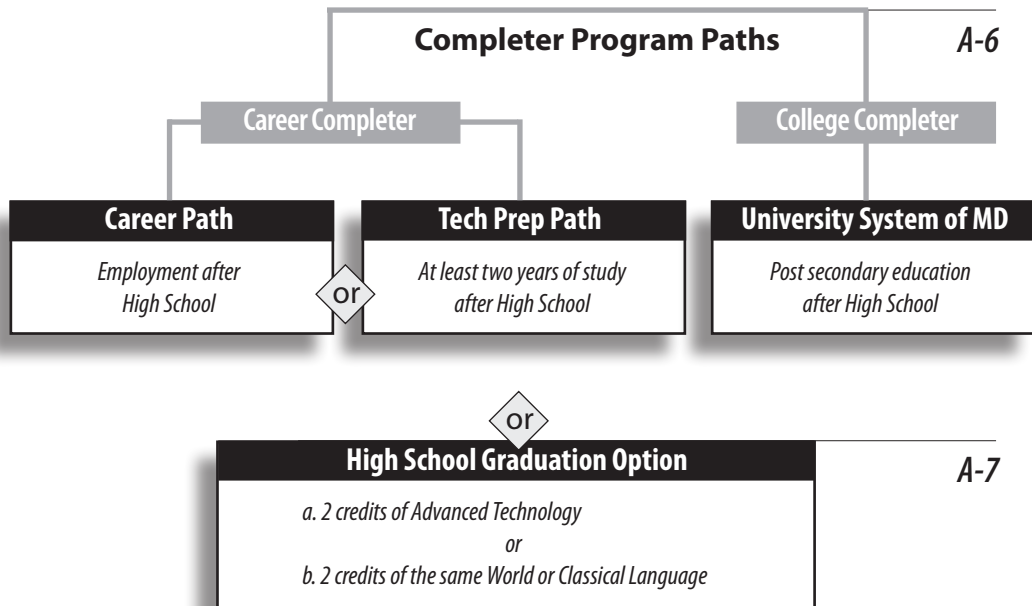 Completer Program Paths
A-6
Career Completer
College Completer
Career Path
Employment after
High School
or
Tech Prep Path
At least two years of study
after High School
University System of MD
Post secondary education
after High School
or
High School Graduation Option
A-7
a. 2 credits of Advanced Technology
or
b. 2 credits of the same World or Classical Language